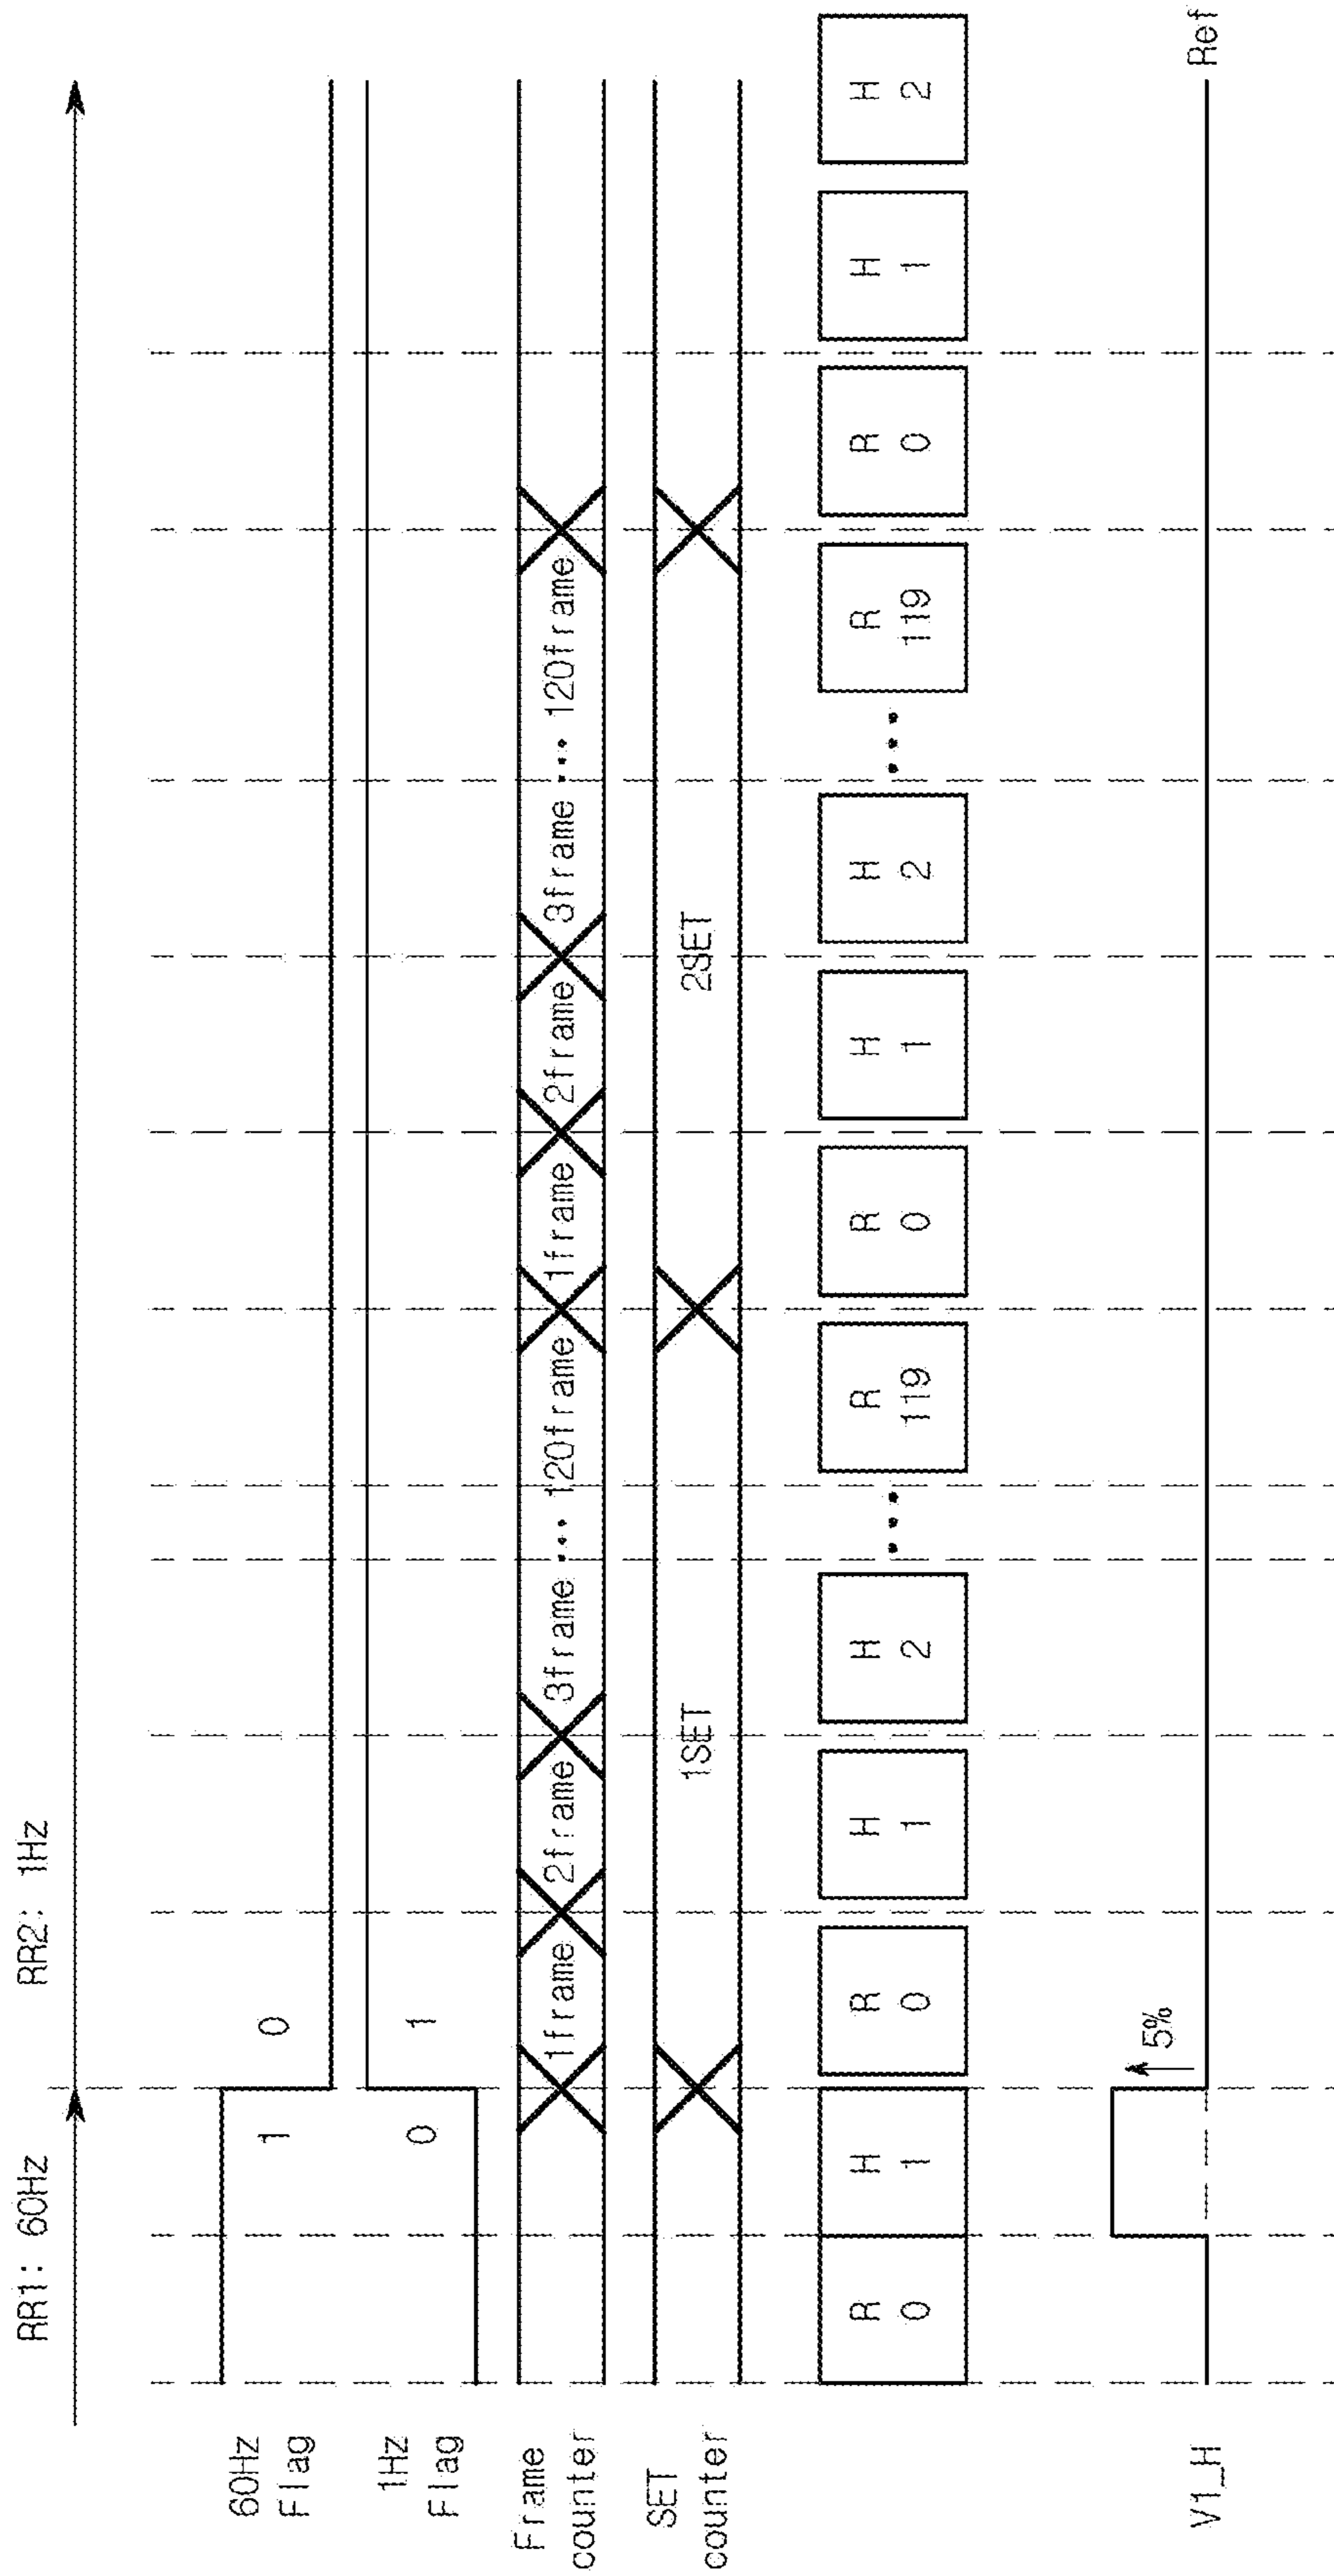 RR1: 60Hz RR2: 1Hz
60Hz
Flag
1 0
1Hz
Flag
0 1
Frame
counter
1frame 2frame 3frame ••• 120frame 1frame 2frame 3frame ••• 120frame
SET
counter
1SET 2SET
R H R H H ••• R R H H ••• R R H H
0 1 0 1 2 119 0 1 2 119 0 1 2
5%
V1_H Ref